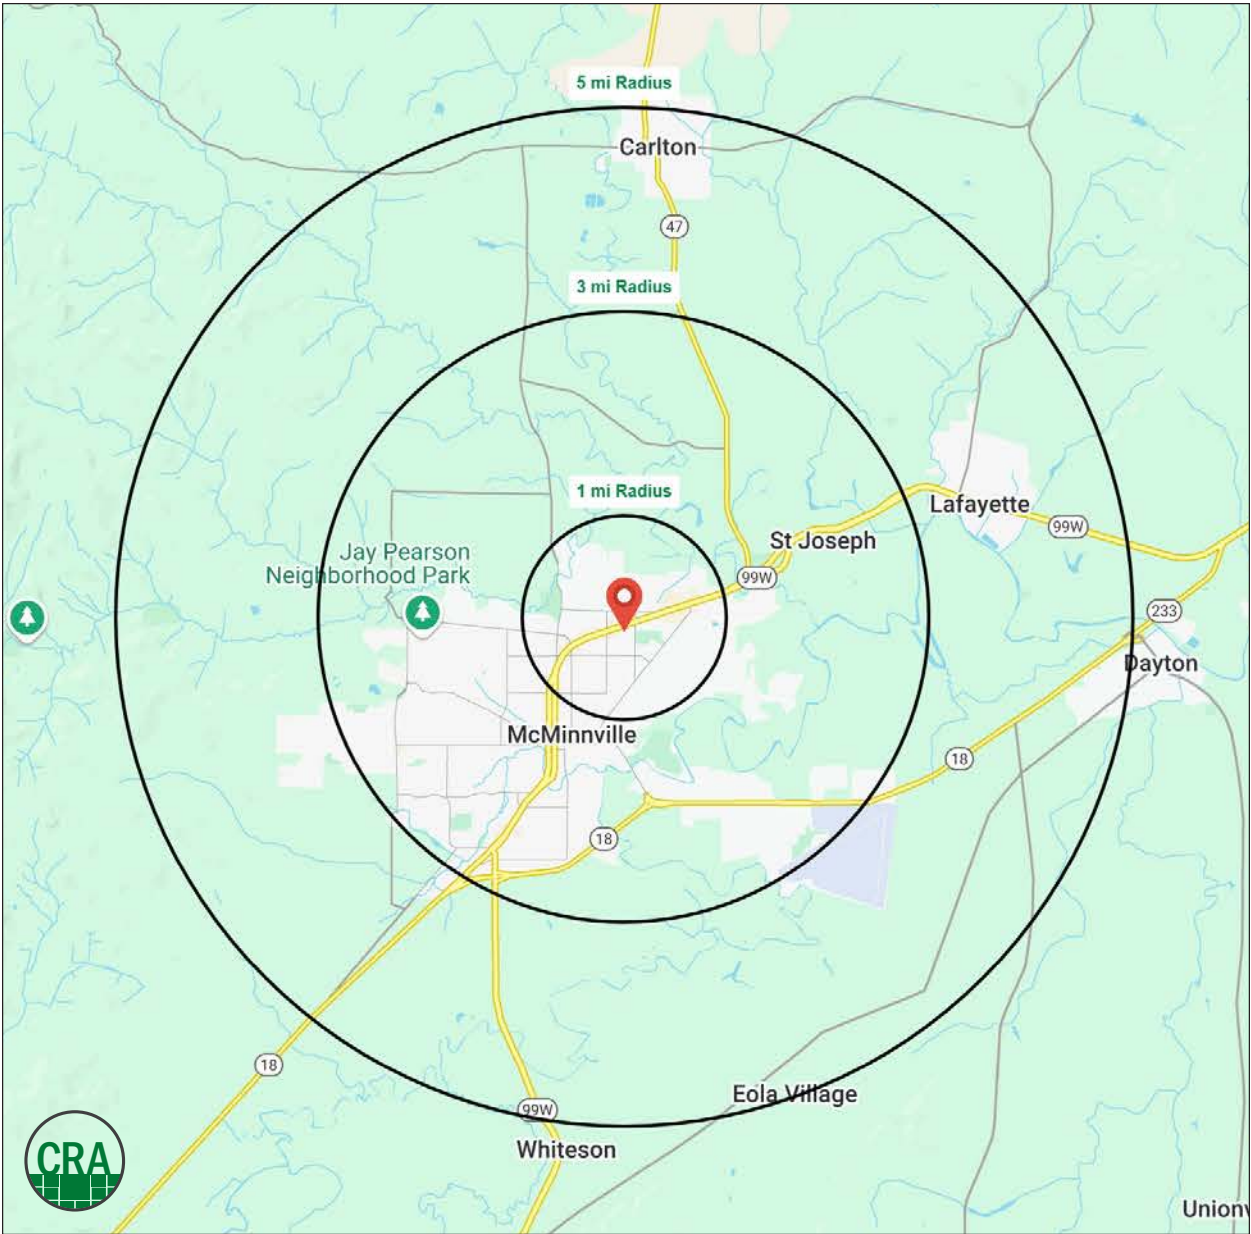 5 mi Radius
Carlton
47
3 mi Radius
1 mi Radius
Lafayette
99W
St Joseph
Jay Pearson
Neighborhood Park
99W
233
Dayton
McMinnville
18
18
18
Eola Village
99W
Whiteson
CRA
Unionv